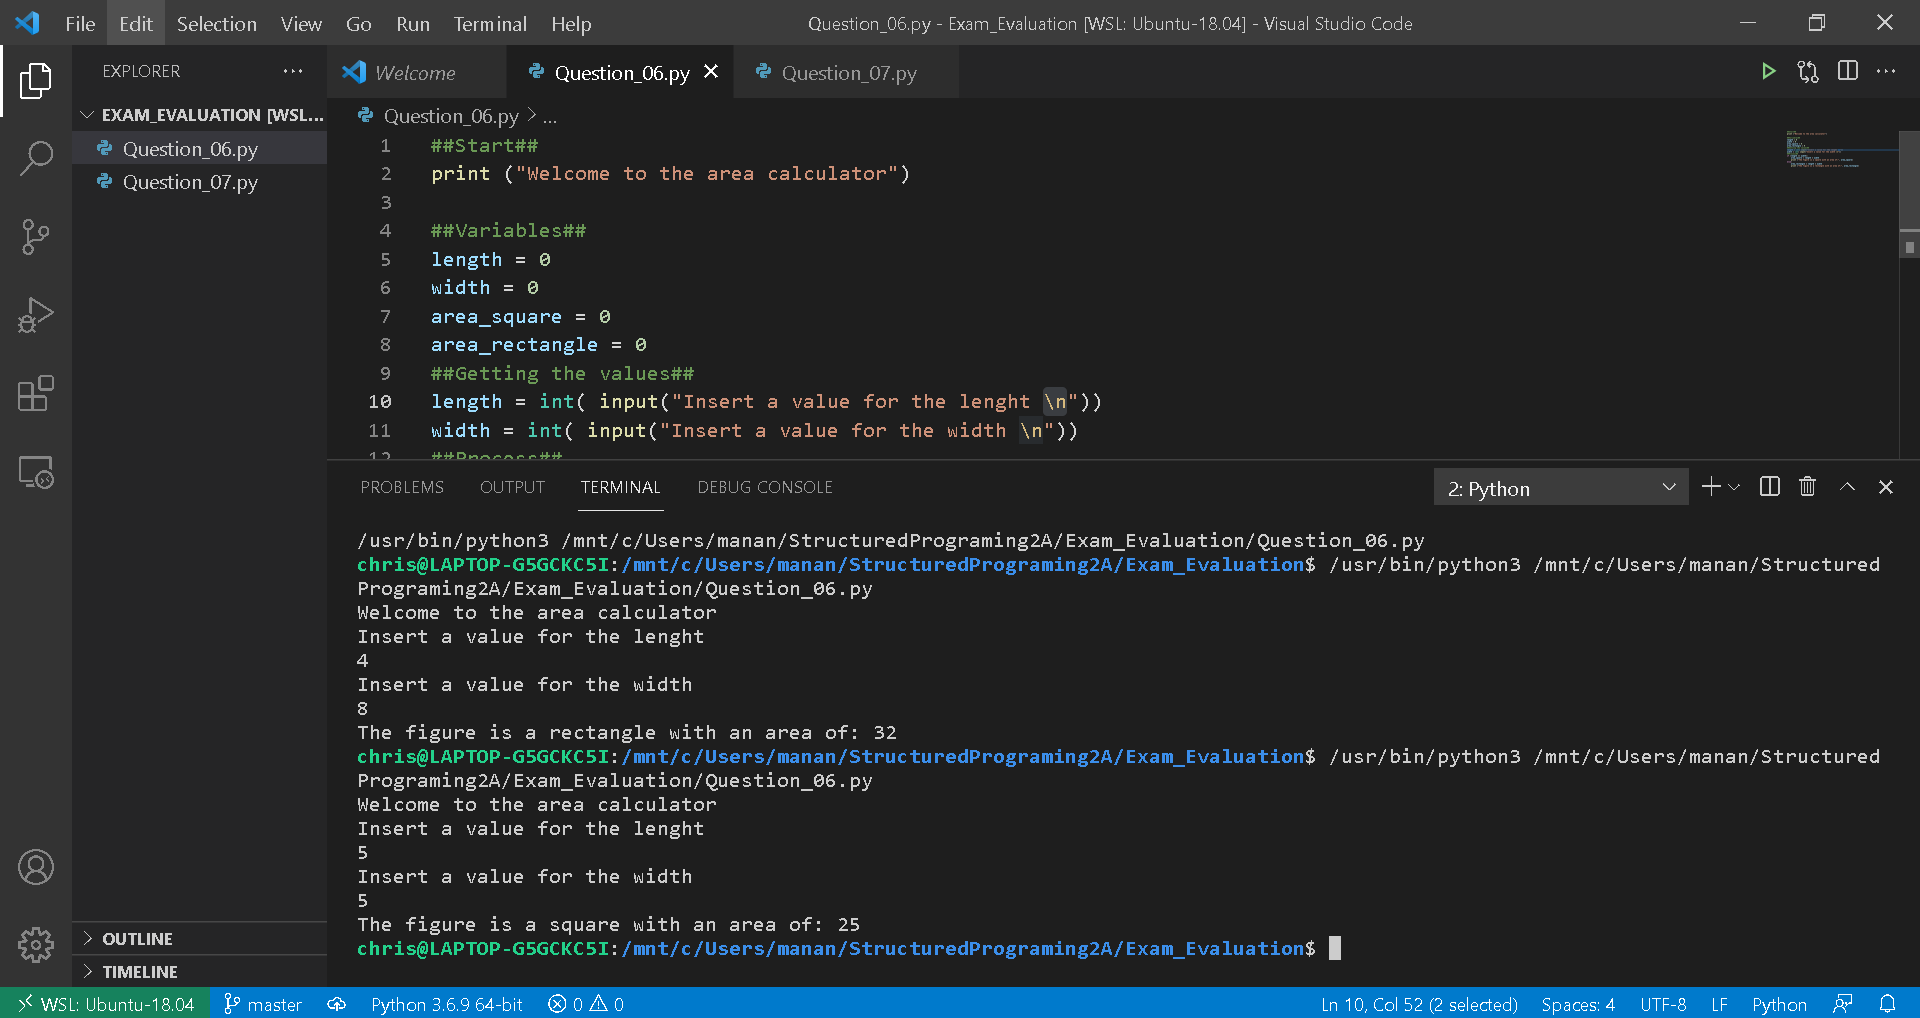 File Edit Selection View Go Run Terminal Help Question_06.py - Exam_Evaluation [WSL: Ubuntu-18.04] - Visual Studio Code
EXPLORER ...
EXAM_EVALUATION [WSL...
Question_06.py
Question_07.py
OUTLINE
TIMELINE
Welcome Question_06.py Question_07.py
Question_06.py > ...
1 ##Start##
2 print ("Welcome to the area calculator")
3
4 ##Variables##
5 length = 0
6 width = 0
7 area_square = 0
8 area_rectangle = 0
9 ##Getting the values##
10 length = int( input("Insert a value for the lenght \n"))
11 width = int( input("Insert a value for the width \n"))
12 ##Process##
PROBLEMS OUTPUT TERMINAL DEBUG CONSOLE 2: Python
/usr/bin/python3 /mnt/c/Users/manan/StructuredPrograming2A/Exam_Evaluation/Question_06.py
chris@LAPTOP-G5GCKC5I:/mnt/c/Users/manan/StructuredPrograming2A/Exam_Evaluation$ /usr/bin/python3 /mnt/c/Users/manan/Structured
Programing2A/Exam_Evaluation/Question_06.py
Welcome to the area calculator
Insert a value for the lenght
4
Insert a value for the width
8
The figure is a rectangle with an area of: 32
chris@LAPTOP-G5GCKC5I:/mnt/c/Users/manan/StructuredPrograming2A/Exam_Evaluation$ /usr/bin/python3 /mnt/c/Users/manan/Structured
Programing2A/Exam_Evaluation/Question_06.py
Welcome to the area calculator
Insert a value for the lenght
5
Insert a value for the width
5
The figure is a square with an area of: 25
chris@LAPTOP-G5GCKC5I:/mnt/c/Users/manan/StructuredPrograming2A/Exam_Evaluation$
WSL: Ubuntu-18.04 master Python 3.6.9 64-bit 0 0 Ln 10, Col 52 (2 selected) Spaces: 4 UTF-8 LF Python